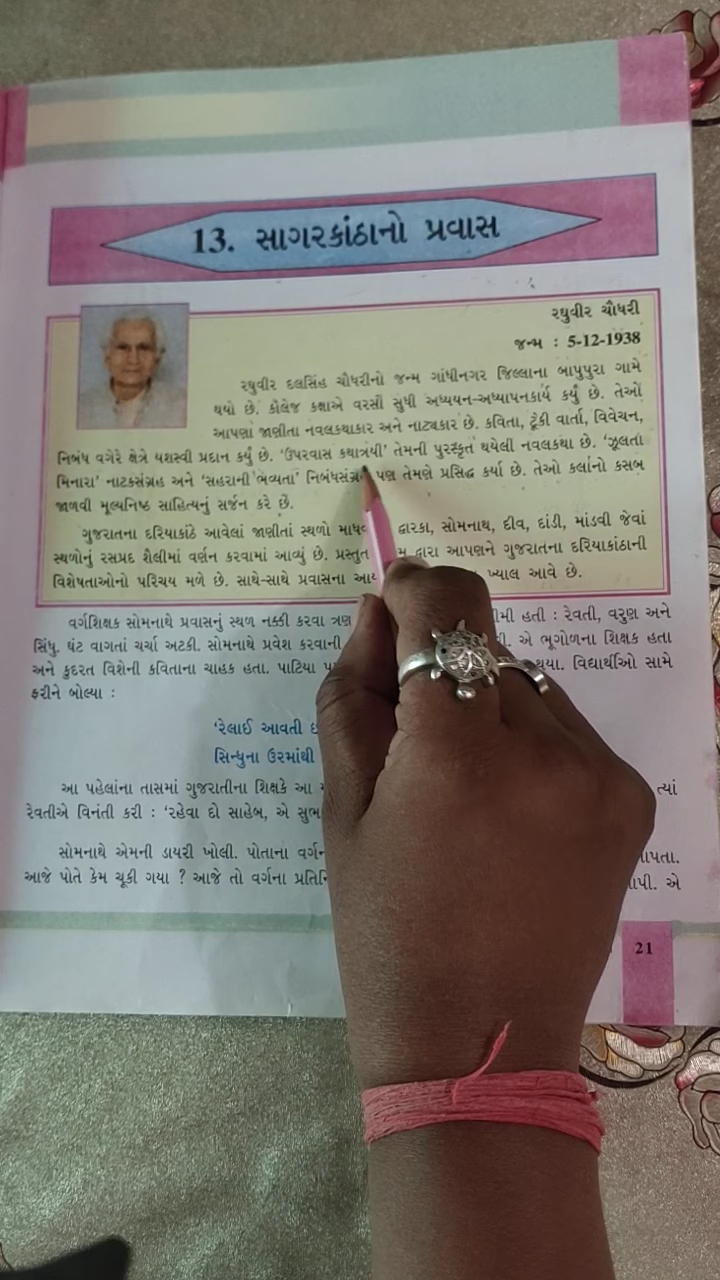 13. સાગરકાંઠાનો પ્રવાસ
રઘુવીર ચૌધરી
જન્મ : 5-12-1938
રઘુવીર દલસિંહ ચૌધરીનો જન્મ ગાંધીનગર જિલ્લાના બાપુપુરા ગામે
થયો છે. કૉલેજ કક્ષાએ વરસો સુધી અધ્યયન-અધ્યાપનકાર્ય કર્યું છે. તેઓ
આપણા જાણીતા નવલકથાકાર અને નાટ્યકાર છે. કવિતા, ટૂંકી વાર્તા, વિવેચન,
નિબંધ વગેરે ક્ષેત્રે યશસ્વી પ્રદાન કર્યું છે. ‘ઉપરવાસ કથાત્રયી’ તેમની પુરસ્કૃત થયેલી નવલકથા છે. ‘ઝૂલતા
મિનારા’ નાટકસંગ્રહ અને ‘સહરાની ભવ્યતા’ નિબંધસંગ્રહ પણ તેમણે પ્રસિદ્ધ કર્યા છે. તેઓ કલાંનો કસબ
જાળવી મૂલ્યનિષ્ઠ સાહિત્યનું સર્જન કરે છે.
ગુજરાતના દરિયાકાંઠે આવેલાં જાણીતાં સ્થળો દ્વારકા, સોમનાથ, દીવ, દાંડી, માંડવી જેવાં
સ્થળોનું રસપ્રદ શૈલીમાં વર્ણન કરવામાં આવ્યું છે. પ્રસ્તુત દ્વારા આપણને ગુજરાતના દરિયાકાંઠાની
વિશેષતાઓનો પરિચય મળે છે. સાથે-સાથે પ્રવાસના ખ્યાલ આવે છે.
વર્ગશિક્ષક સોમનાથે પ્રવાસનું સ્થળ નક્કી કરવા ત્રણ હતી : રેવતી, વરુણ અને
સિંધુ. ઘંટ વાગતાં ચર્ચા અટકી. સોમનાથે પ્રવેશ કરવાની એ ભૂગોળના શિક્ષક હતા
અને કુદરત વિશેની કવિતાના ચાહક હતા. પાટિયા થયા. વિદ્યાર્થીઓ સામે
ફરીને બોલ્યા :
‘રેલાઈ આવતી
સિન્ધુના ઉરમાંથી
આ પહેલાંના તાસમાં ગુજરાતીના શિક્ષકે આ ત્યાં
રેવતીએ વિનંતી કરી : ‘રહેવા દો સાહેબ, એ
સોમનાથે એમની ડાયરી ખોલી. પોતાના
આજે પોતે કેમ ચૂકી ગયા ? આજે તો વર્ગના એ
21